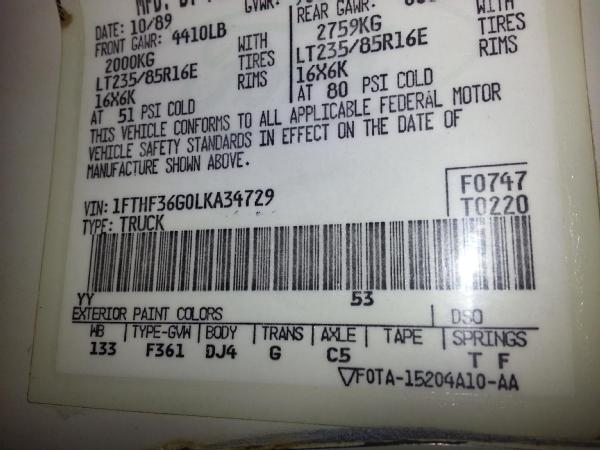 MFD. BY
GVWR:
DATE: 10/89
FRONT GAWR: 4410LB
2000KG WITH
LT235/85R16E TIRES
16X6K RIMS
AT 51 PSI COLD
REAR GAWR:
2759KG WITH
LT235/85R16E TIRES
16X6K RIMS
AT 80 PSI COLD
THIS VEHICLE CONFORMS TO ALL APPLICABLE FEDERAL MOTOR
VEHICLE SAFETY STANDARDS IN EFFECT ON THE DATE OF
MANUFACTURE SHOWN ABOVE.
VIN: 1FTHF36G0LKA34729
F0747
TYPE: TRUCK
T0220
YY 53
EXTERIOR PAINT COLORS DSO
WB TYPE-GVW BODY TRANS AXLE TAPE SPRINGS
133 F361 DJ4 G C5 T F
F0TA-15204A10-AA